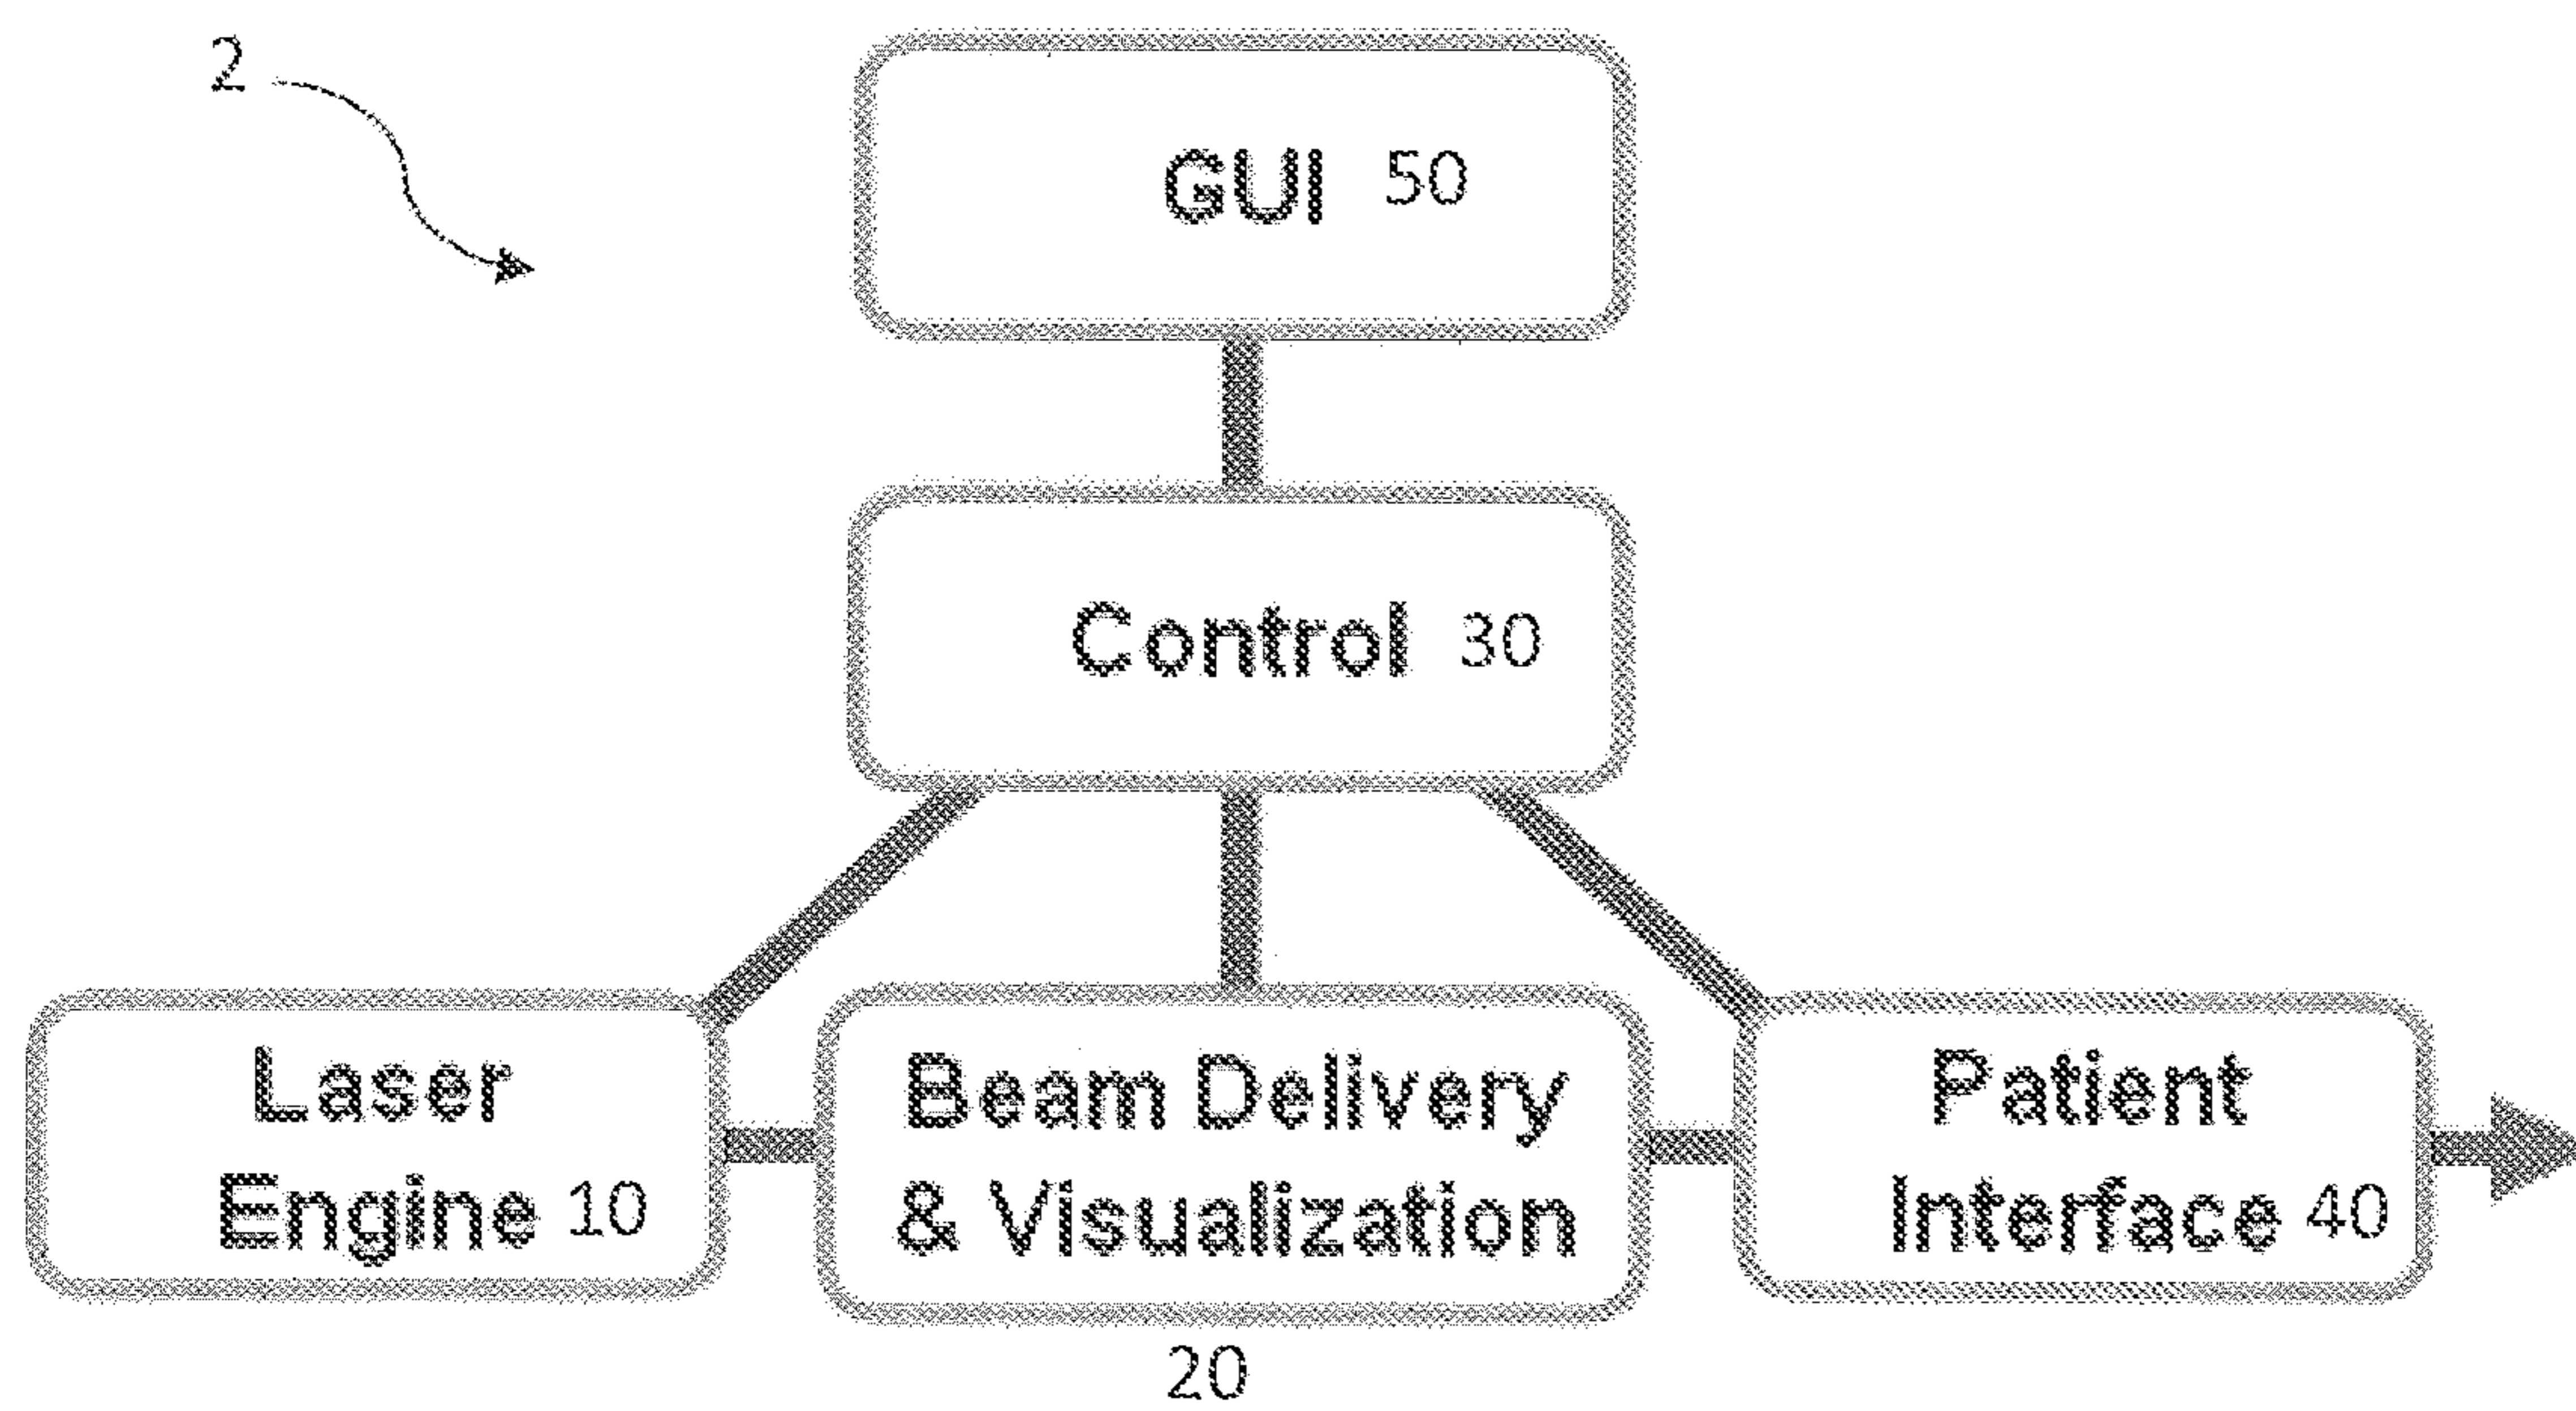 2
GUI 50
Control 30
Laser
Engine 10
Beam Delivery
& Visualization
20
Patient
Interface 40